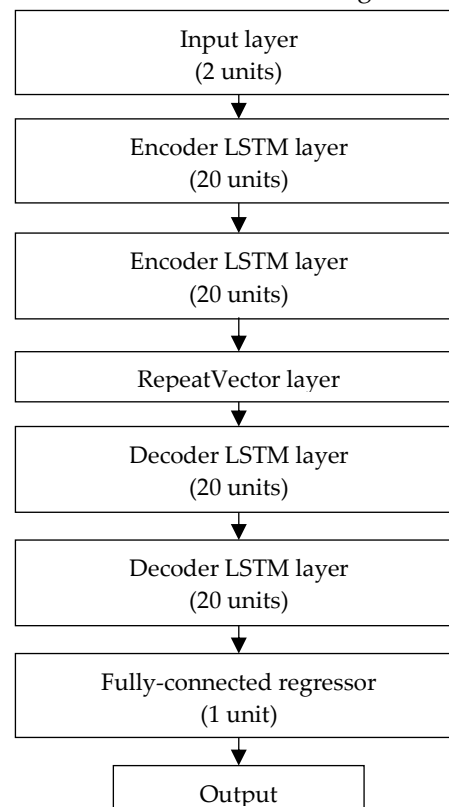 Input layer
(2 units)
Encoder LSTM layer
(20 units)
Encoder LSTM layer
(20 units)
RepeatVector layer
Decoder LSTM layer
(20 units)
Decoder LSTM layer
(20 units)
Fully-connected regressor
(1 unit)
Output